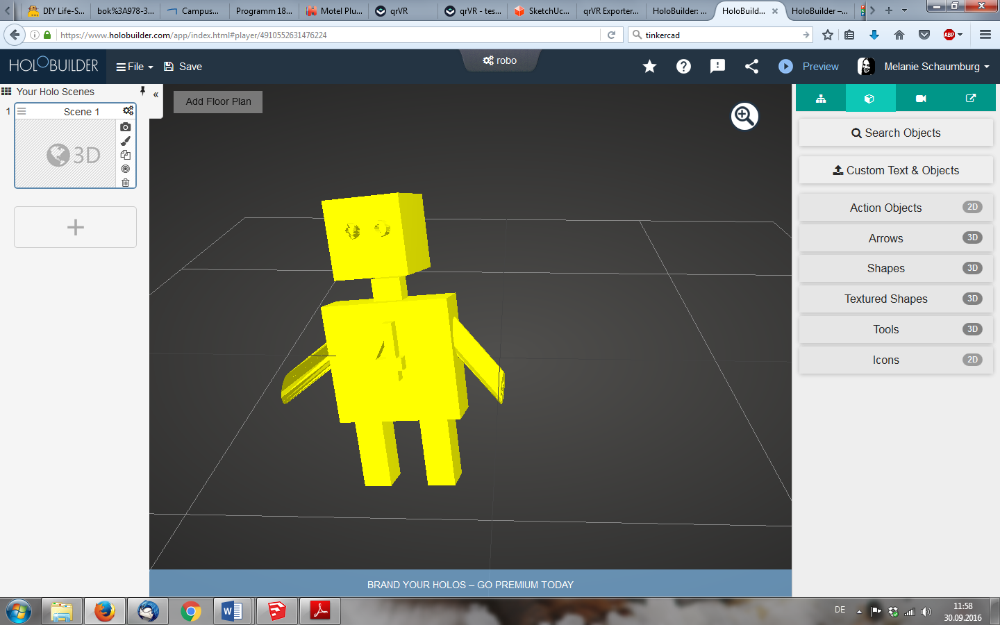 DIY Life-S...
bok%3A978-3...
Campus...
Programm 18...
Motel Plu...
qrVR
qrVR - tes...
SketchUc...
qrVR Exporter...
HoloBuilder: ...
HoloBuild...
HoloBuilder –...
https://www.holobuilder.com/app/index.html#player/4910552631476224
tinkercad
ABP
HOLOBUILDER
File
Save
robo
Preview
Melanie Schaumburg
Your Holo Scenes
«
Add Floor Plan
1
Scene 1
3D
+
Search Objects
Custom Text & Objects
Action Objects 2D
Arrows 3D
Shapes 3D
Textured Shapes 3D
Tools 3D
Icons 2D
BRAND YOUR HOLOS – GO PREMIUM TODAY
DE
11:58
30.09.2016